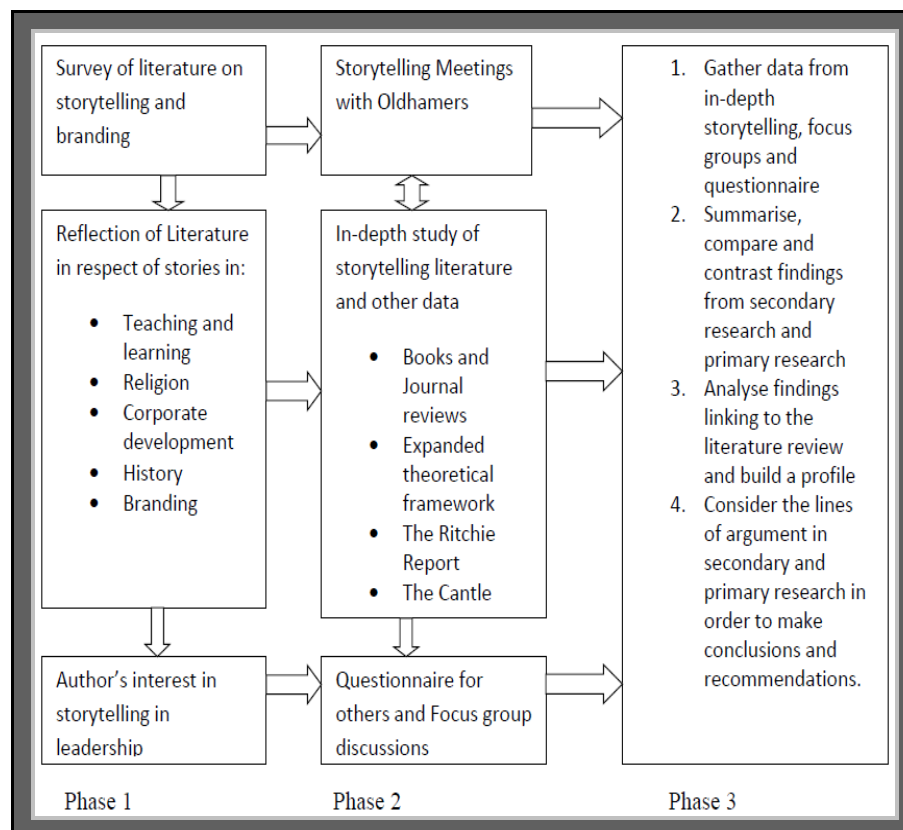 Survey of literature on
storytelling and
branding
Storytelling Meetings
with Oldhamers
1. Gather data from
in-depth
storytelling, focus
groups and
questionnaire
2. Summarise,
compare and
contrast findings
from secondary
research and
primary research
3. Analyse findings
linking to the
literature review
and build a profile
4. Consider the lines
of argument in
secondary and
primary research in
order to make
conclusions and
recommendations.
Reflection of Literature
in respect of stories in:
• Teaching and
learning
• Religion
• Corporate
development
• History
• Branding
In-depth study of
storytelling literature
and other data
• Books and
Journal
reviews
• Expanded
theoretical
framework
• The Ritchie
Report
• The Cantle
Author's interest in
storytelling in
leadership
Questionnaire for
others and Focus group
discussions
Phase 1
Phase 2
Phase 3